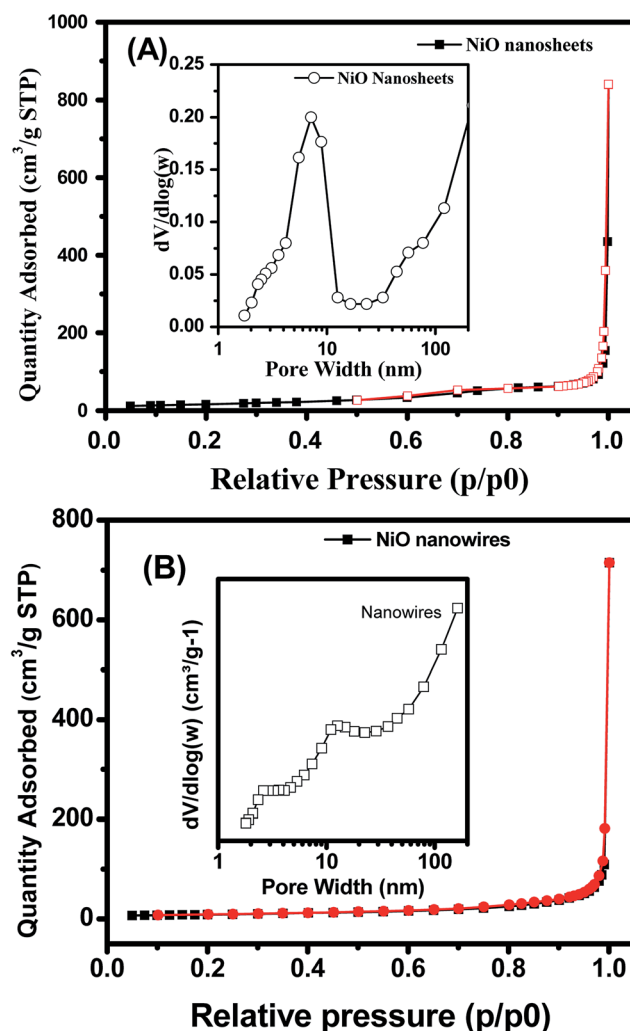 (A)
NiO nanosheets
NiO Nanosheets
Quantity Adsorbed (cm³/g STP)
1000
800
600
400
200
0
dV/dlog(w)
0.25
0.20
0.15
0.10
0.05
0.00
1 10 100
Pore Width (nm)
0.0 0.2 0.4 0.6 0.8 1.0
Relative Pressure (p/p0)
NiO nanowires
(B)
Nanowires
Quantity Adsorbed (cm³/g STP)
800
600
400
200
0
dV/dlog(w) (cm³/g-1)
1 10 100
Pore Width (nm)
0.0 0.2 0.4 0.6 0.8 1.0
Relative pressure (p/p0)